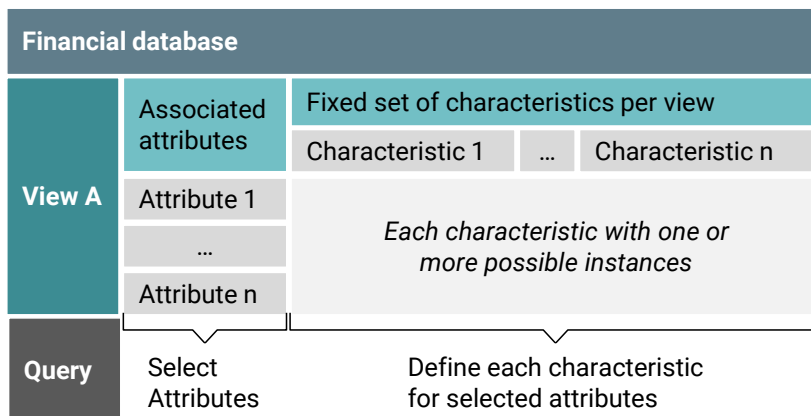 Financial database
View A
Associated
attributes
Fixed set of characteristics per view
Characteristic 1
...
Characteristic n
Attribute 1
...
Attribute n
Each characteristic with one or
more possible instances
Query
Select
Attributes
Define each characteristic
for selected attributes